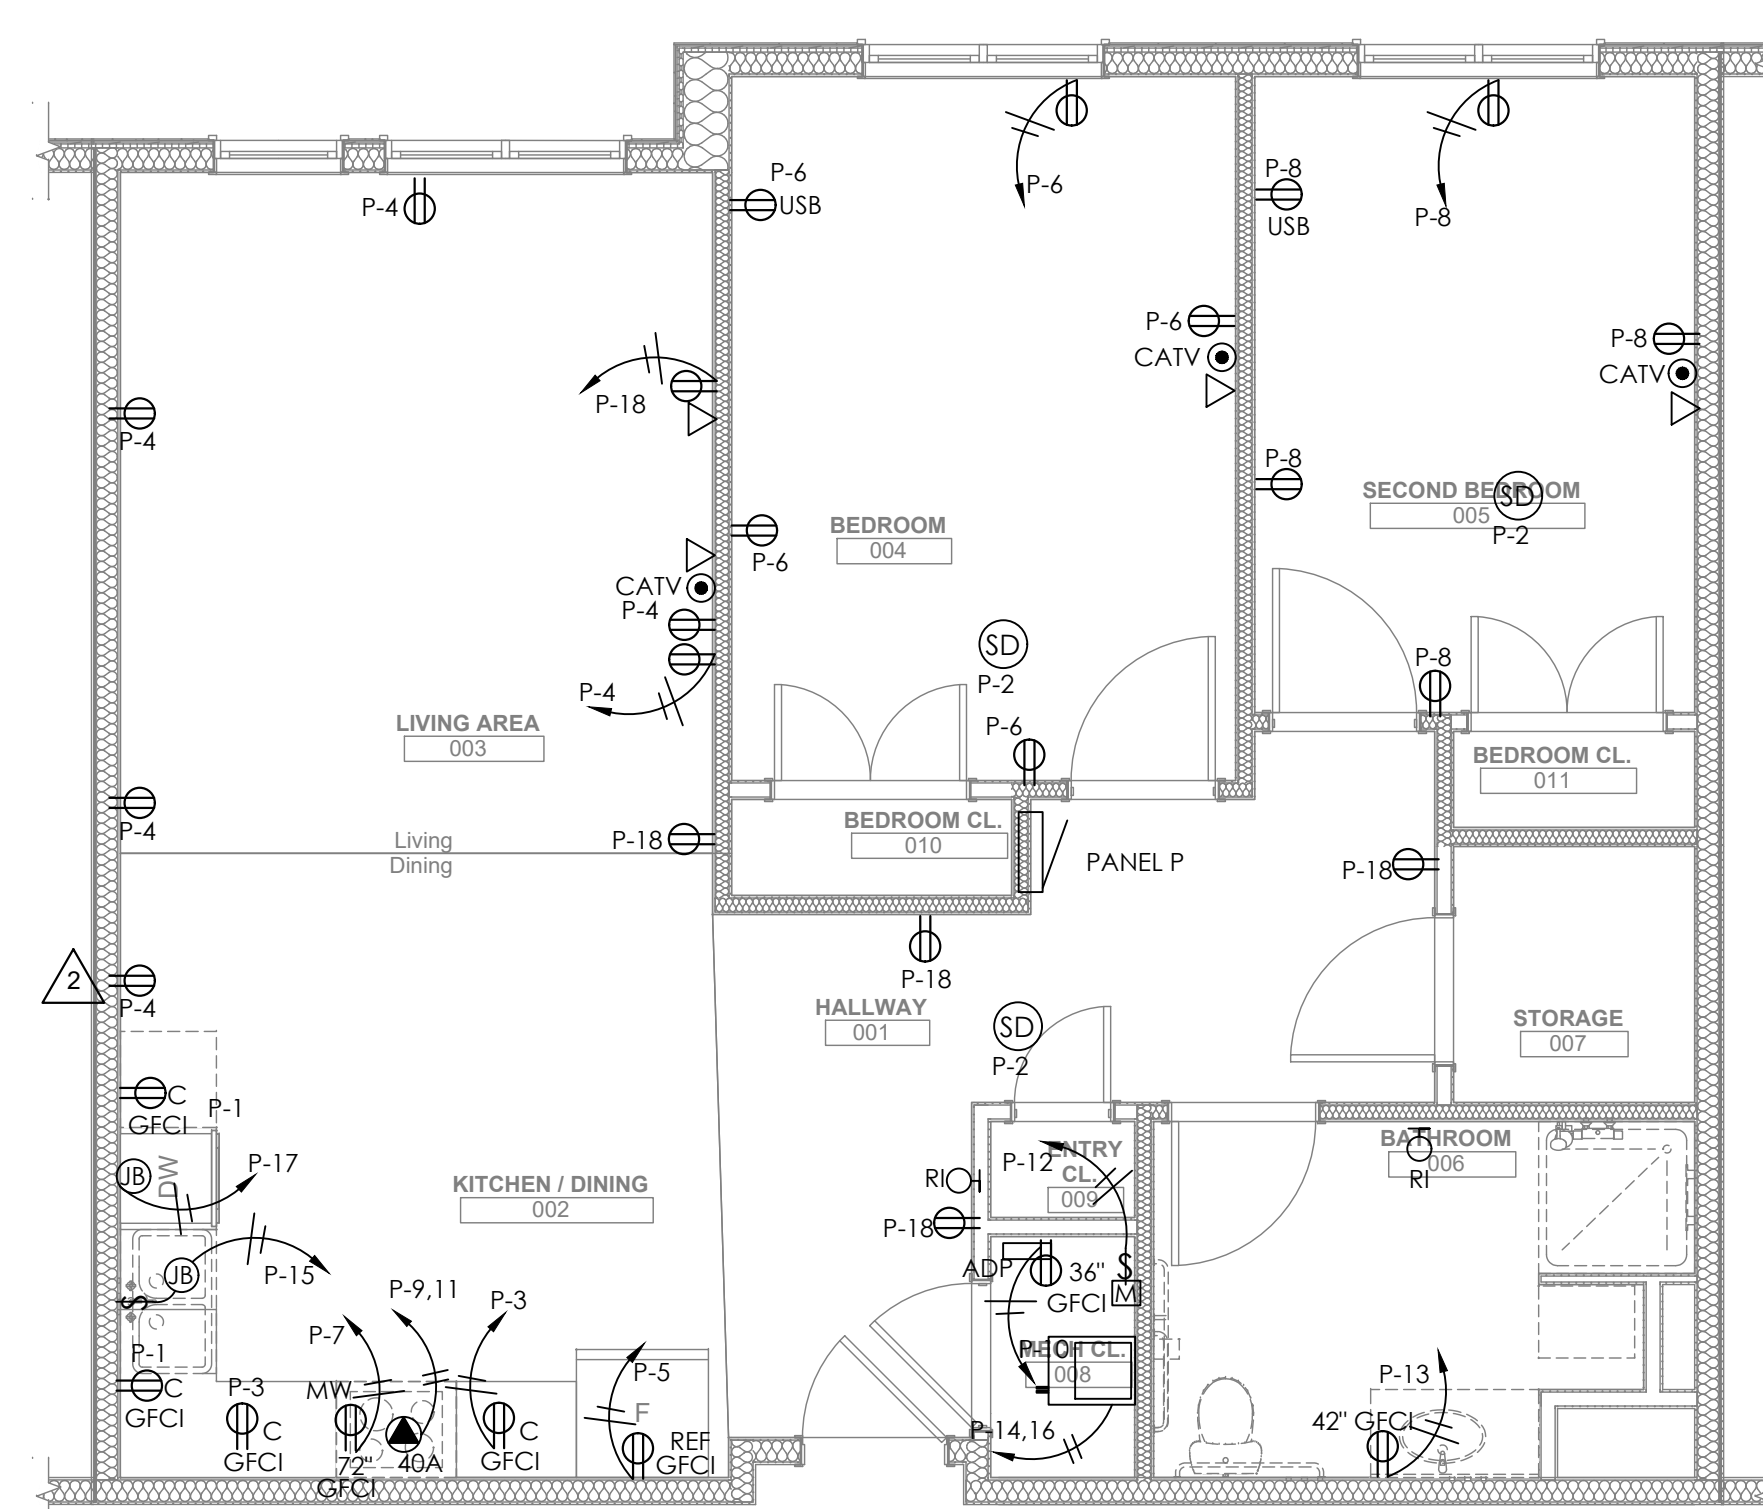 P-6
USB
P-6
P-8
USB
P-8
P-4
P-6
CATV
P-8
CATV
P-18
P-4
P-8
SECOND BEDROOM
005
SD
P-2
BEDROOM
004
P-6
CATV
P-4
SD
P-2
P-4
P-8
LIVING AREA
003
P-6
BEDROOM CL.
011
P-4
Living
Dining
P-18
BEDROOM CL.
010
PANEL P
P-18
2
P-4
P-18
HALLWAY
001
SD
P-2
STORAGE
007
C
GFCI
P-1
DW
JB
P-17
KITCHEN / DINING
002
P-12
ENTRY
CL.
009
RI
P-18
BATHROOM
006
RI
JB
P-15
S
ADP
36"
GFCI
S
M
P-9,11
P-3
P-7
P-1
C
GFCI
P-5
MECH CL.
008
P-10
P-3
C
GFCI
MW
72"
GFCI
40A
C
GFCI
F
REF
GFCI
P-14,16
P-13
42" GFCI